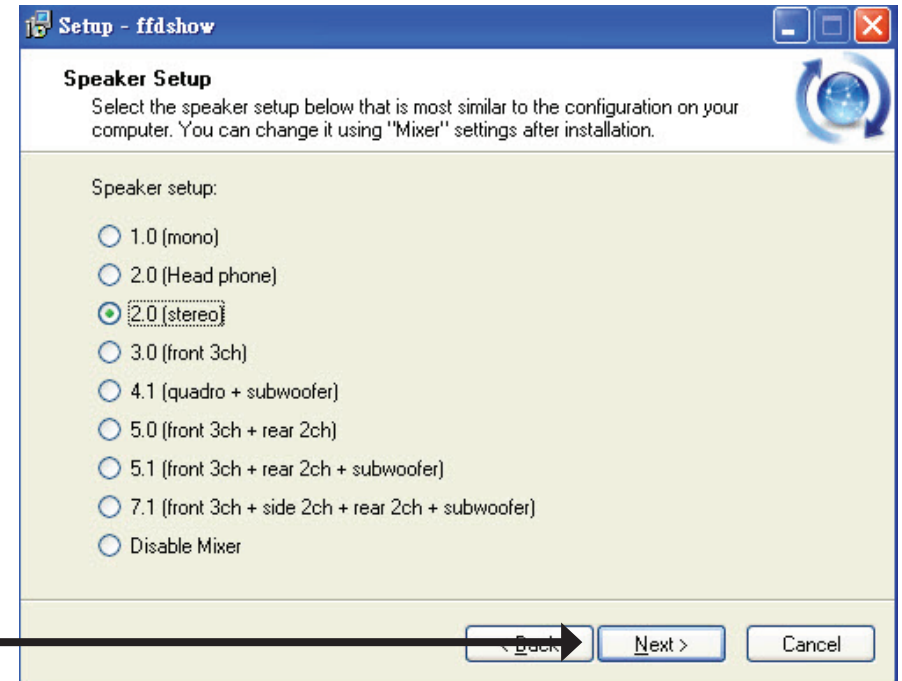 Setup - ffdshow
Speaker Setup
Select the speaker setup below that is most similar to the configuration on your
computer. You can change it using "Mixer" settings after installation.
Speaker setup:
1.0 (mono)
2.0 (Head phone)
2.0 (stereo)
3.0 (front 3ch)
4.1 (quadro + subwoofer)
5.0 (front 3ch + rear 2ch)
5.1 (front 3ch + rear 2ch + subwoofer)
7.1 (front 3ch + side 2ch + rear 2ch + subwoofer)
Disable Mixer
< Back Next > Cancel